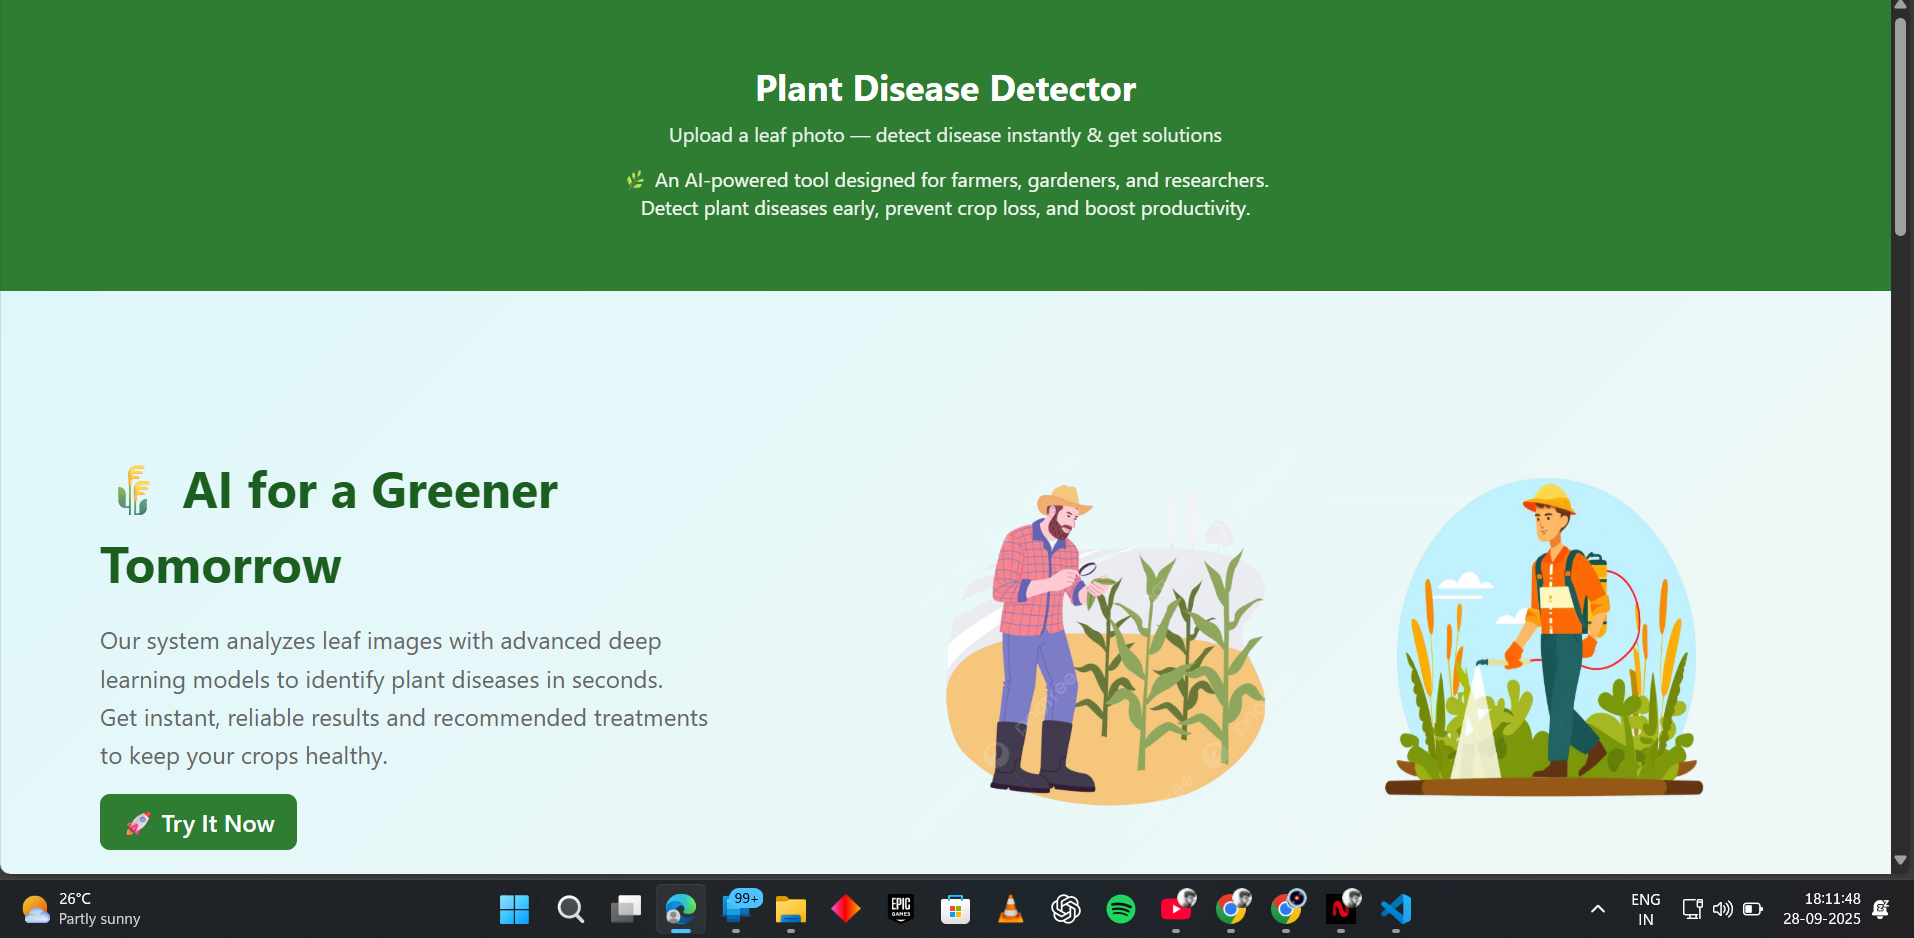 Plant Disease Detector
Upload a leaf photo — detect disease instantly & get solutions
🌿 An AI-powered tool designed for farmers, gardeners, and researchers.
Detect plant diseases early, prevent crop loss, and boost productivity.
🌾 AI for a Greener
Tomorrow
Our system analyzes leaf images with advanced deep
learning models to identify plant diseases in seconds.
Get instant, reliable results and recommended treatments
to keep your crops healthy.
🚀 Try It Now
26°C
Partly sunny
99+
EPIC
GAMES
ENG
IN
18:11:48
28-09-2025